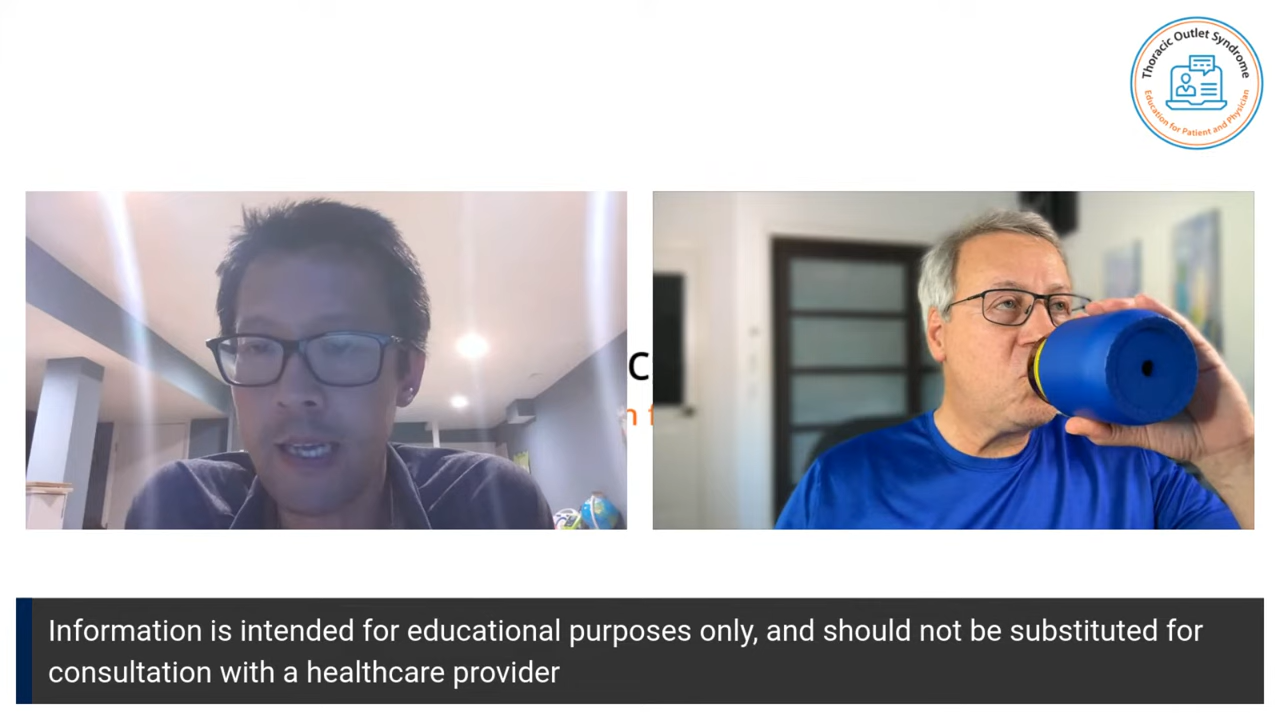 Thoracic Outlet Syndrome
Education for Patient and Physician
c
n f
Information is intended for educational purposes only, and should not be substituted for
consultation with a healthcare provider